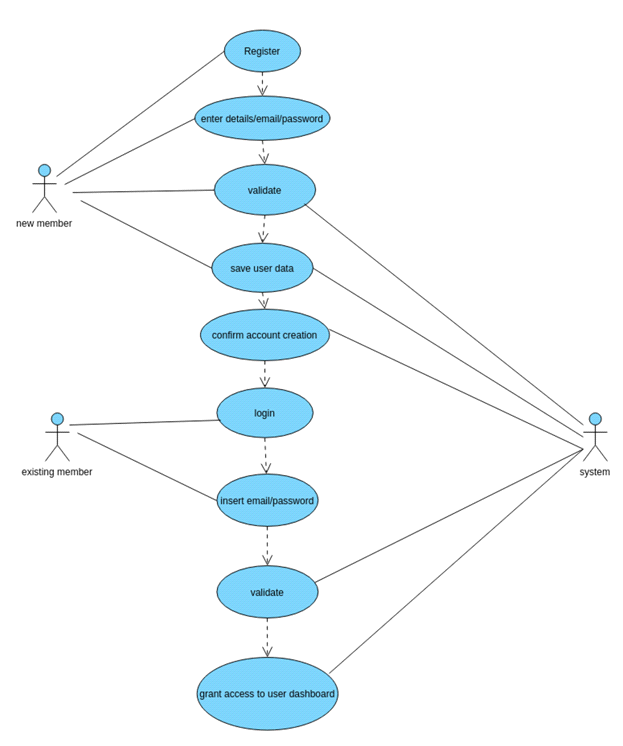 Register
enter details/email/password
validate
new member
save user data
confirm account creation
login
existing member
system
insert email/password
validate
grant access to user dashboard